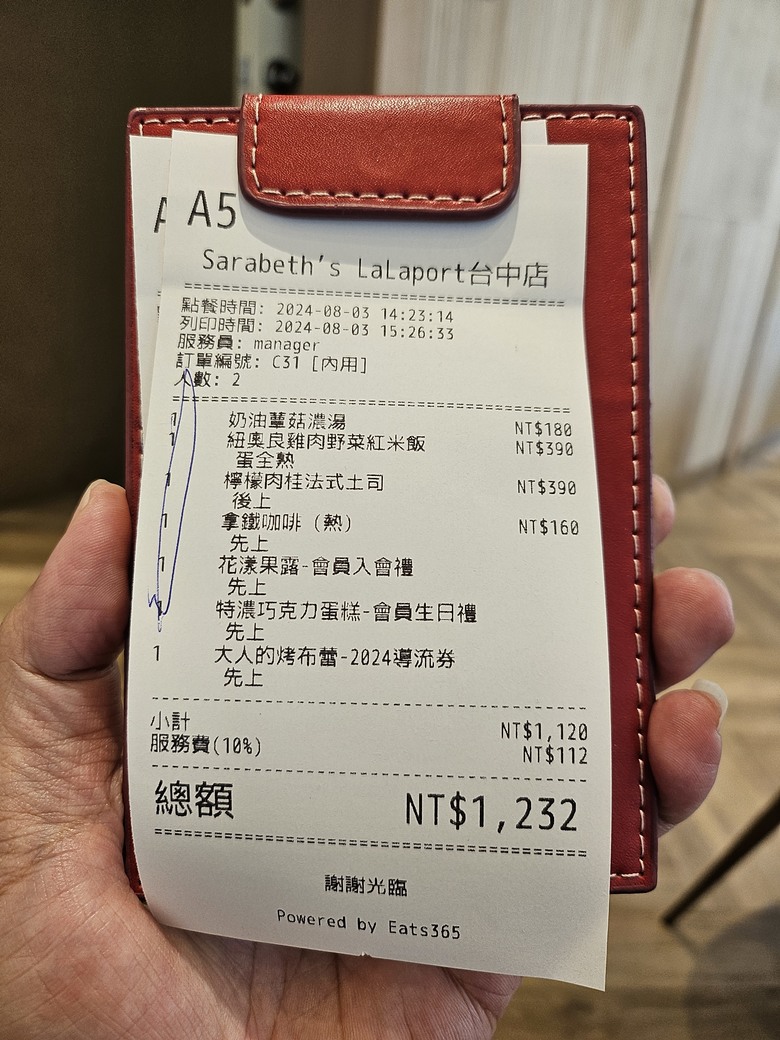 A5
Sarabeth's LaLaport台中店
點餐時間: 2024-08-03 14:23:14
列印時間: 2024-08-03 15:26:33
服務員: manager
訂單編號: C31 [內用]
人數: 2
1 奶油蕈菇濃湯 NT$180
1 紐奧良雞肉野菜紅米飯 NT$390
蛋全熟
1 檸檬肉桂法式土司 NT$390
後上
1 拿鐵咖啡 (熱) NT$160
先上
1 花漾果露-會員入會禮
先上
1 特濃巧克力蛋糕-會員生日禮
先上
1 大人的烤布蕾-2024導流券
先上
小計 NT$1,120
服務費(10%) NT$112
總額 NT$1,232
謝謝光臨
Powered by Eats365